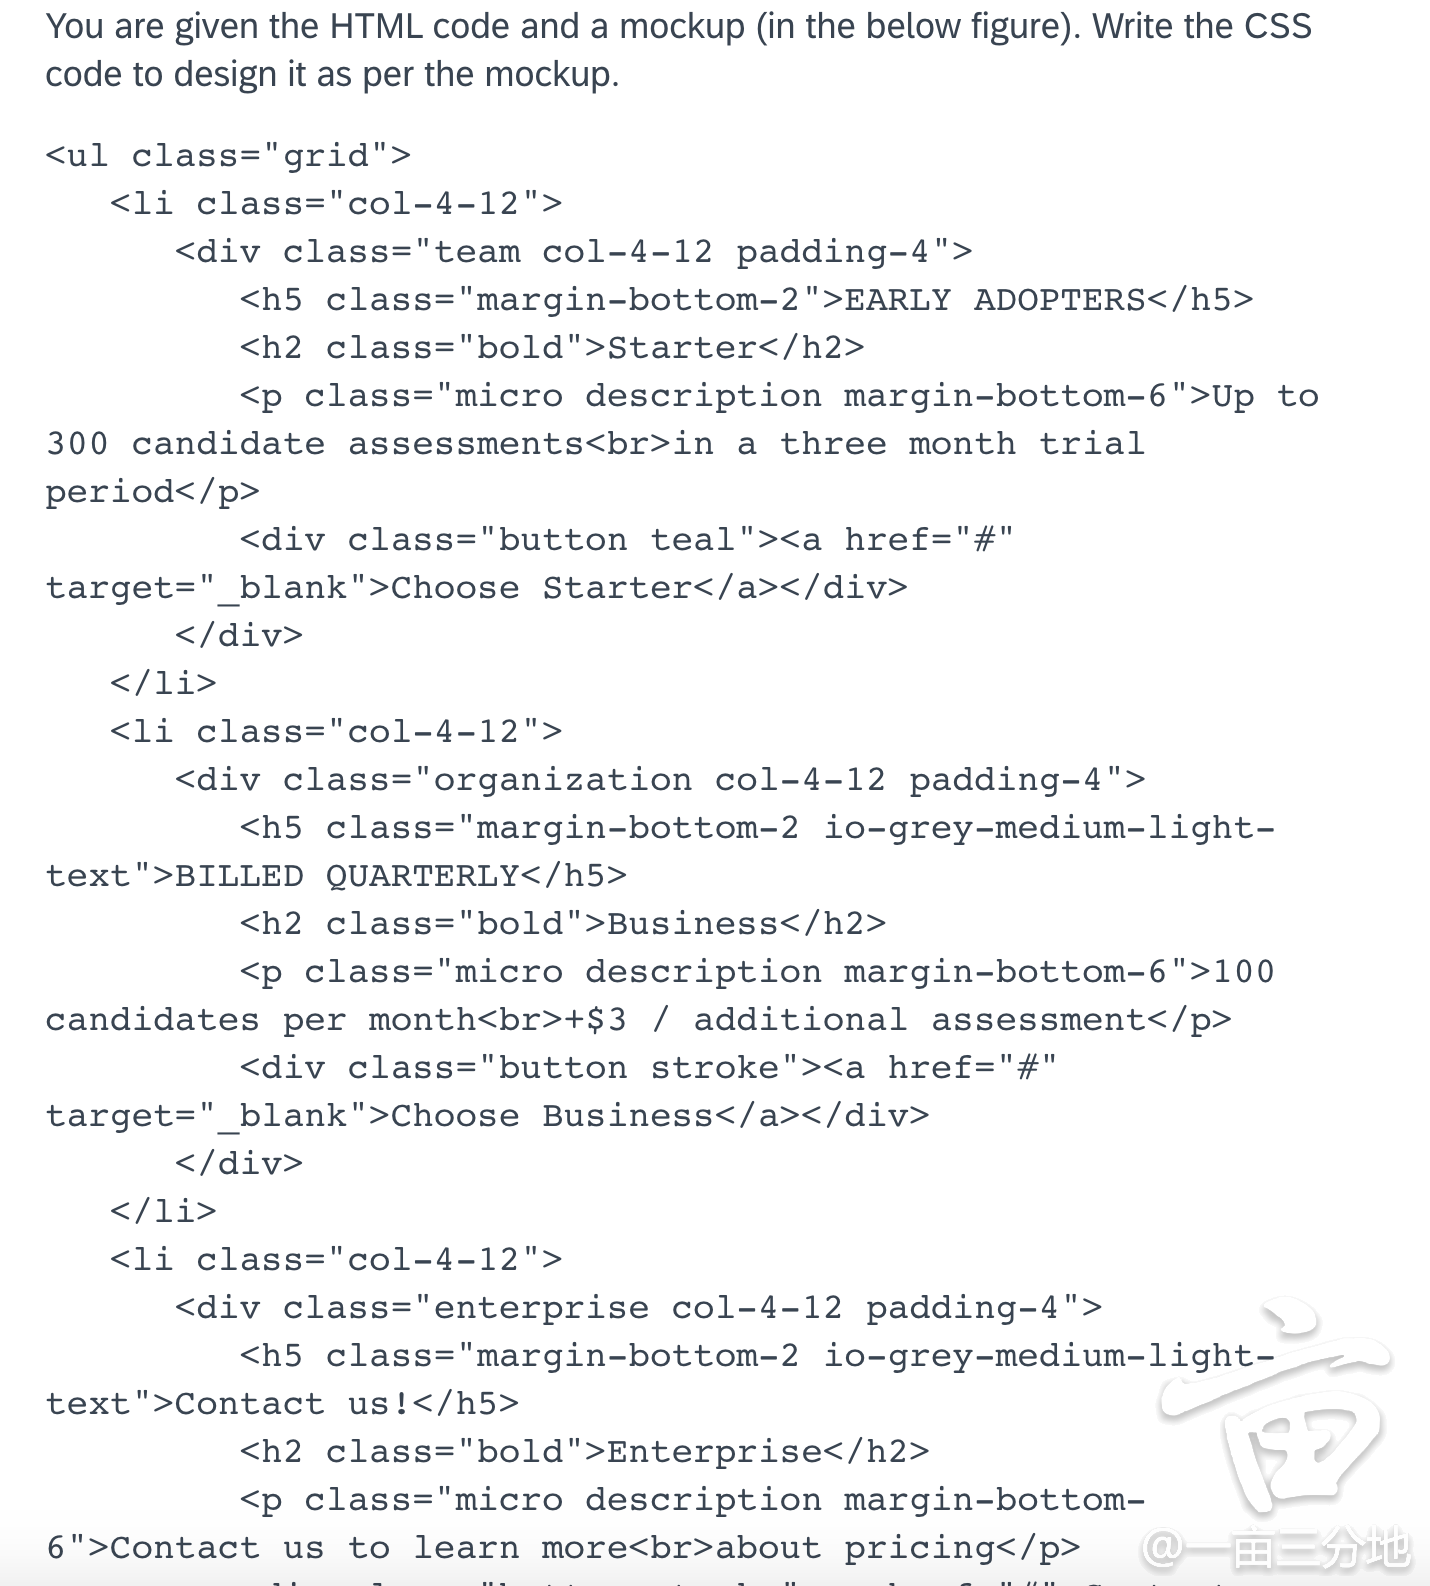 You are given the HTML code and a mockup (in the below figure). Write the CSS
code to design it as per the mockup.
<ul class="grid">
<li class="col-4-12">
<div class="team col-4-12 padding-4">
<h5 class="margin-bottom-2">EARLY ADOPTERS</h5>
<h2 class="bold">Starter</h2>
<p class="micro description margin-bottom-6">Up to
300 candidate assessments<br>in a three month trial
period</p>
<div class="button teal"><a href="#"
target="_blank">Choose Starter</a></div>
</div>
</li>
<li class="col-4-12">
<div class="organization col-4-12 padding-4">
<h5 class="margin-bottom-2 io-grey-medium-light-
text">BILLED QUARTERLY</h5>
<h2 class="bold">Business</h2>
<p class="micro description margin-bottom-6">100
candidates per month<br>+$3 / additional assessment</p>
<div class="button stroke"><a href="#"
target="_blank">Choose Business</a></div>
</div>
</li>
<li class="col-4-12">
<div class="enterprise col-4-12 padding-4">
<h5 class="margin-bottom-2 io-grey-medium-light-
text">Contact us!</h5>
<h2 class="bold">Enterprise</h2>
<p class="micro description margin-bottom-
6">Contact us to learn more<br>about pricing</p>
亩
@一亩三分地